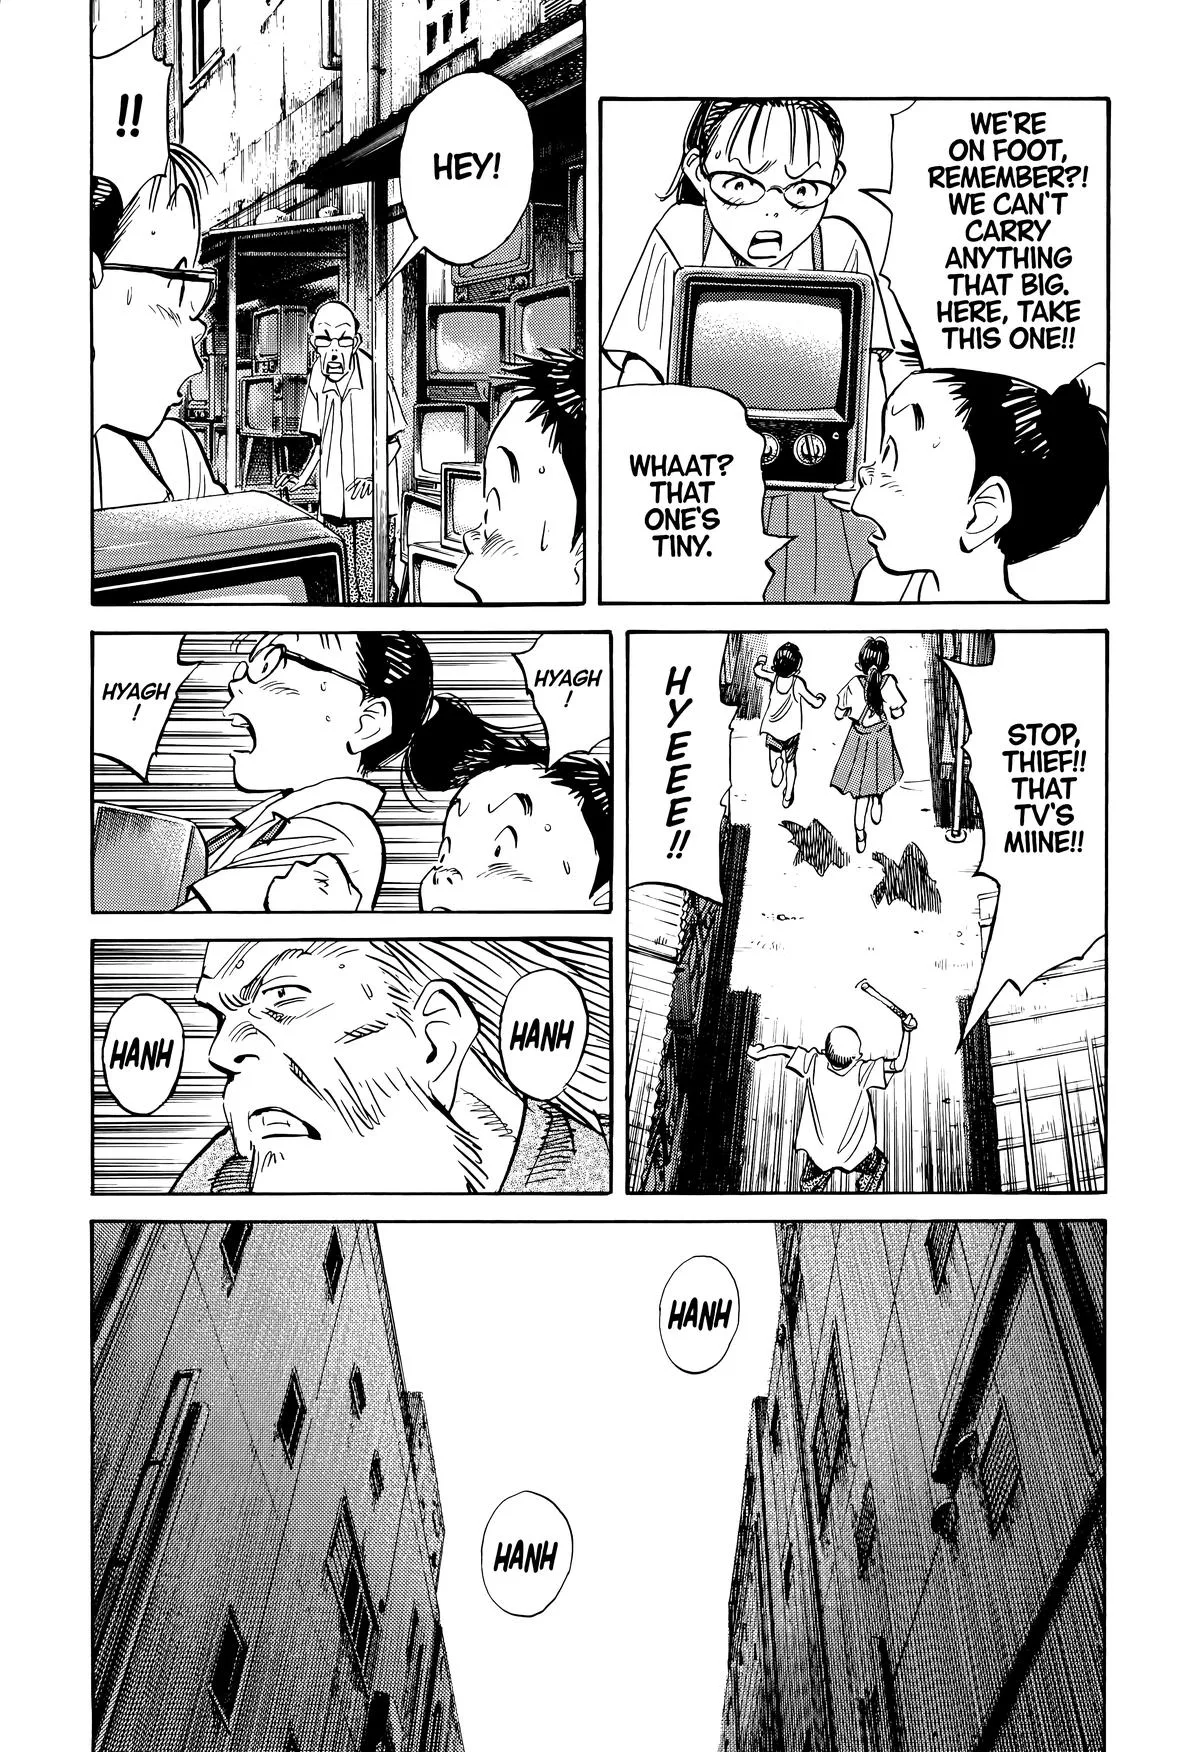 WE'RE
ON FOOT,
REMEMBER?!
WE CAN'T
CARRY
ANYTHING
THAT BIG.
HERE, TAKE
THIS ONE!!
WHAAT?
THAT
ONE'S
TINY.
HEY!
!!
STOP,
THIEF!!
THAT
TV'S
MIINE!!
HYEEE!!
HYAGH
!
HYAGH
!
HANH
HANH
HANH
HANH